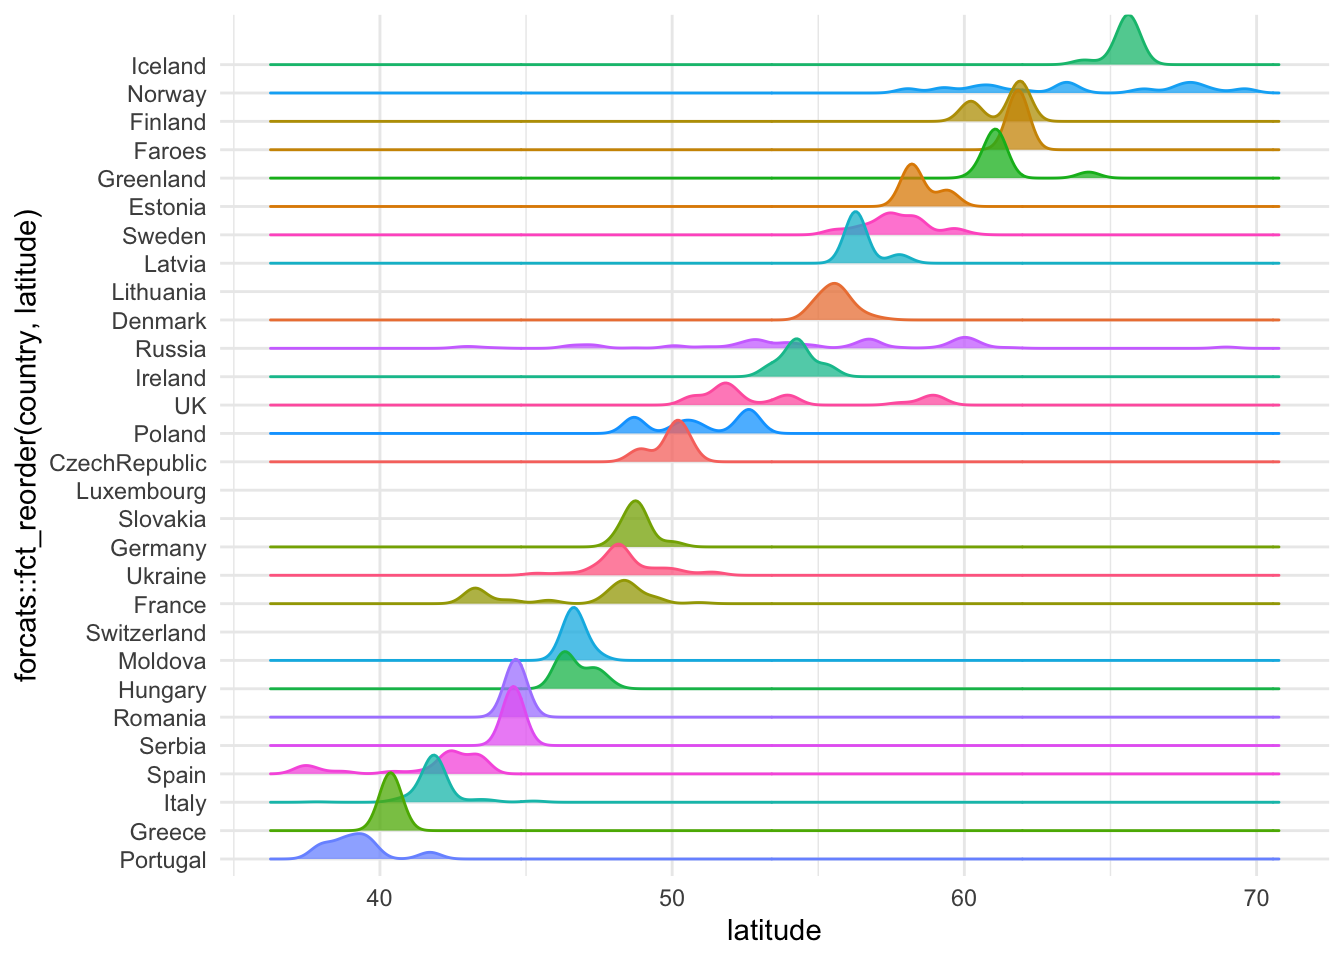 forcats::fct_reorder(country, latitude)
Iceland
Norway
Finland
Faroes
Greenland
Estonia
Sweden
Latvia
Lithuania
Denmark
Russia
Ireland
UK
Poland
CzechRepublic
Luxembourg
Slovakia
Germany
Ukraine
France
Switzerland
Moldova
Hungary
Romania
Serbia
Spain
Italy
Greece
Portugal
40 50 60 70
latitude